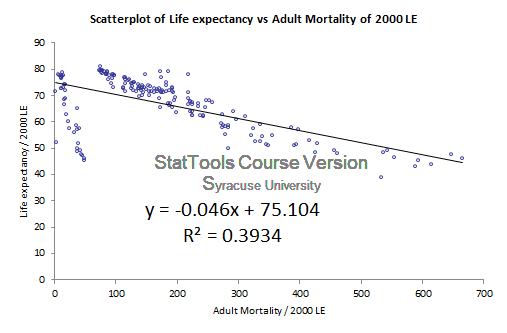 Scatterplot of Life expectancy vs Adult Mortality of 2000 LE
Life expectancy / 2000 LE
90
80
70
60
50
40
30
20
10
0
StatTools Course Version
Syracuse University
y = -0.046x + 75.104
R² = 0.3934
0 100 200 300 400 500 600 700
Adult Mortality / 2000 LE